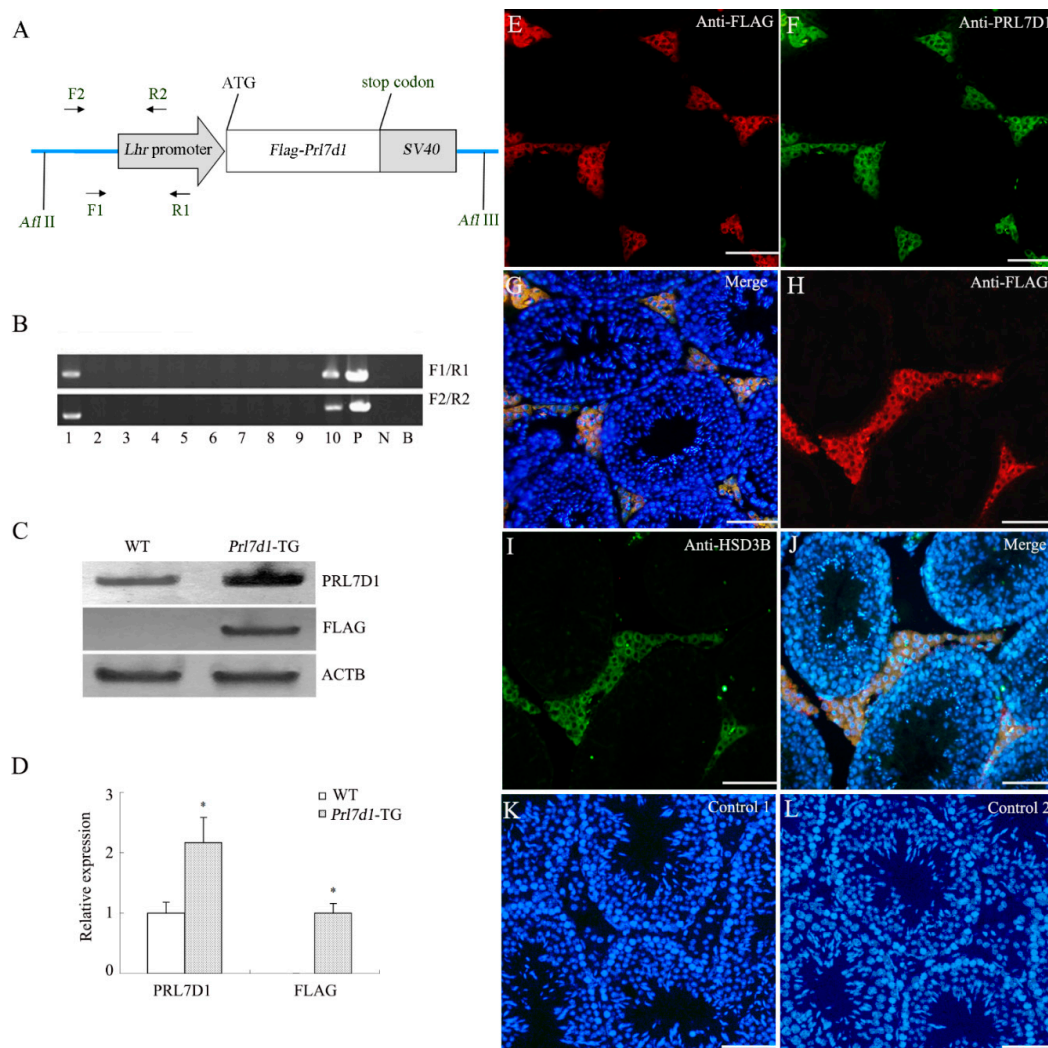 A
F2
R2
ATG
stop codon
Lhr promoter
Flag-Prl7d1
SV40
Afl II
F1
R1
Afl III
B
F1/R1
F2/R2
1 2 3 4 5 6 7 8 9 10 P N B
C
WT Prl7d1-TG
PRL7D1
FLAG
ACTB
D
Relative expression
3
2
1
0
WT
Prl7d1-TG
*
*
PRL7D1 FLAG
E Anti-FLAG
F Anti-PRL7D1
G Merge
H Anti-FLAG
I Anti-HSD3B
J Merge
K Control 1
L Control 2